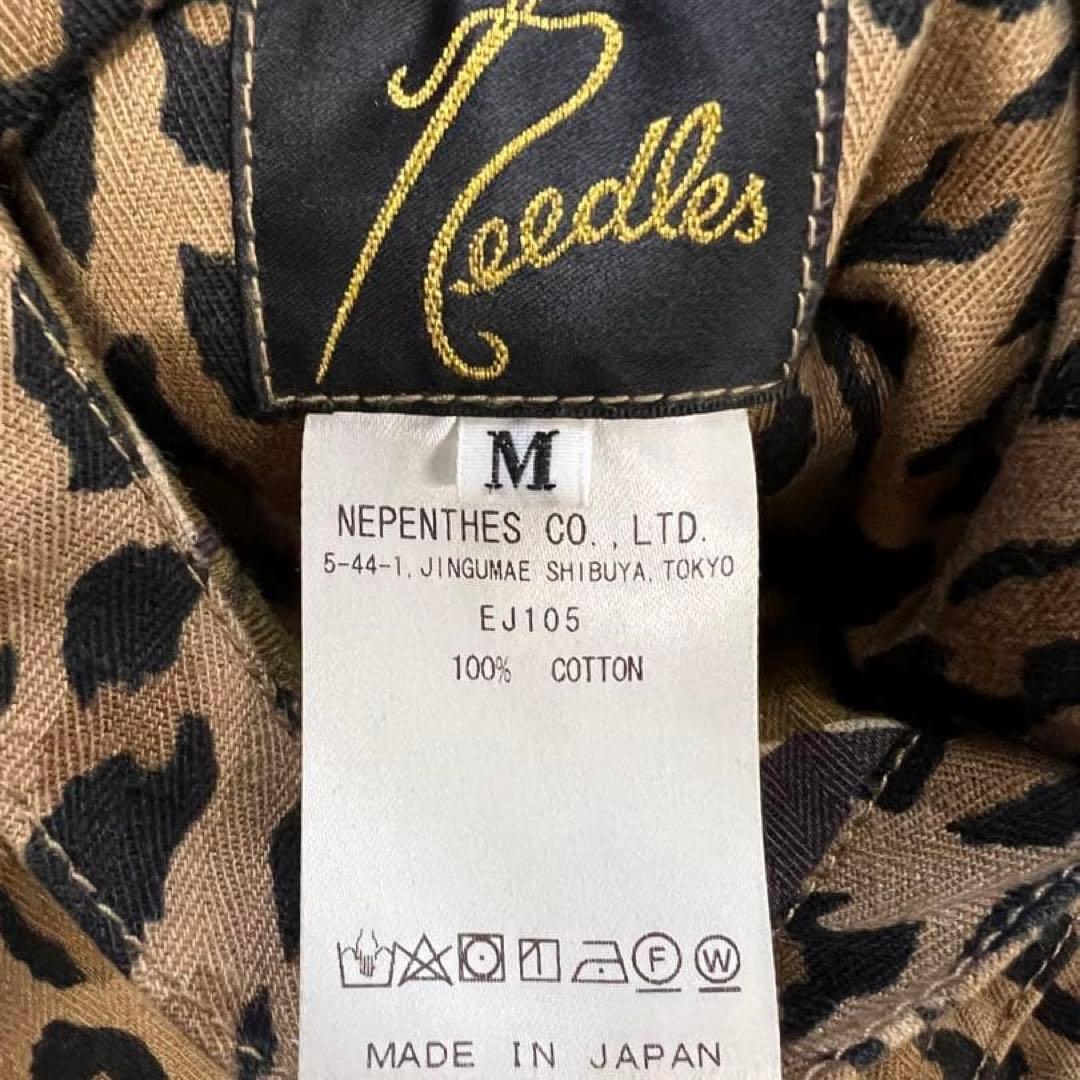 Needles
M
NEPENTHES CO., LTD.
5-44-1, JINGUMAE SHIBUYA, TOKYO
EJ105
100% COTTON
F W
MADE IN JAPAN